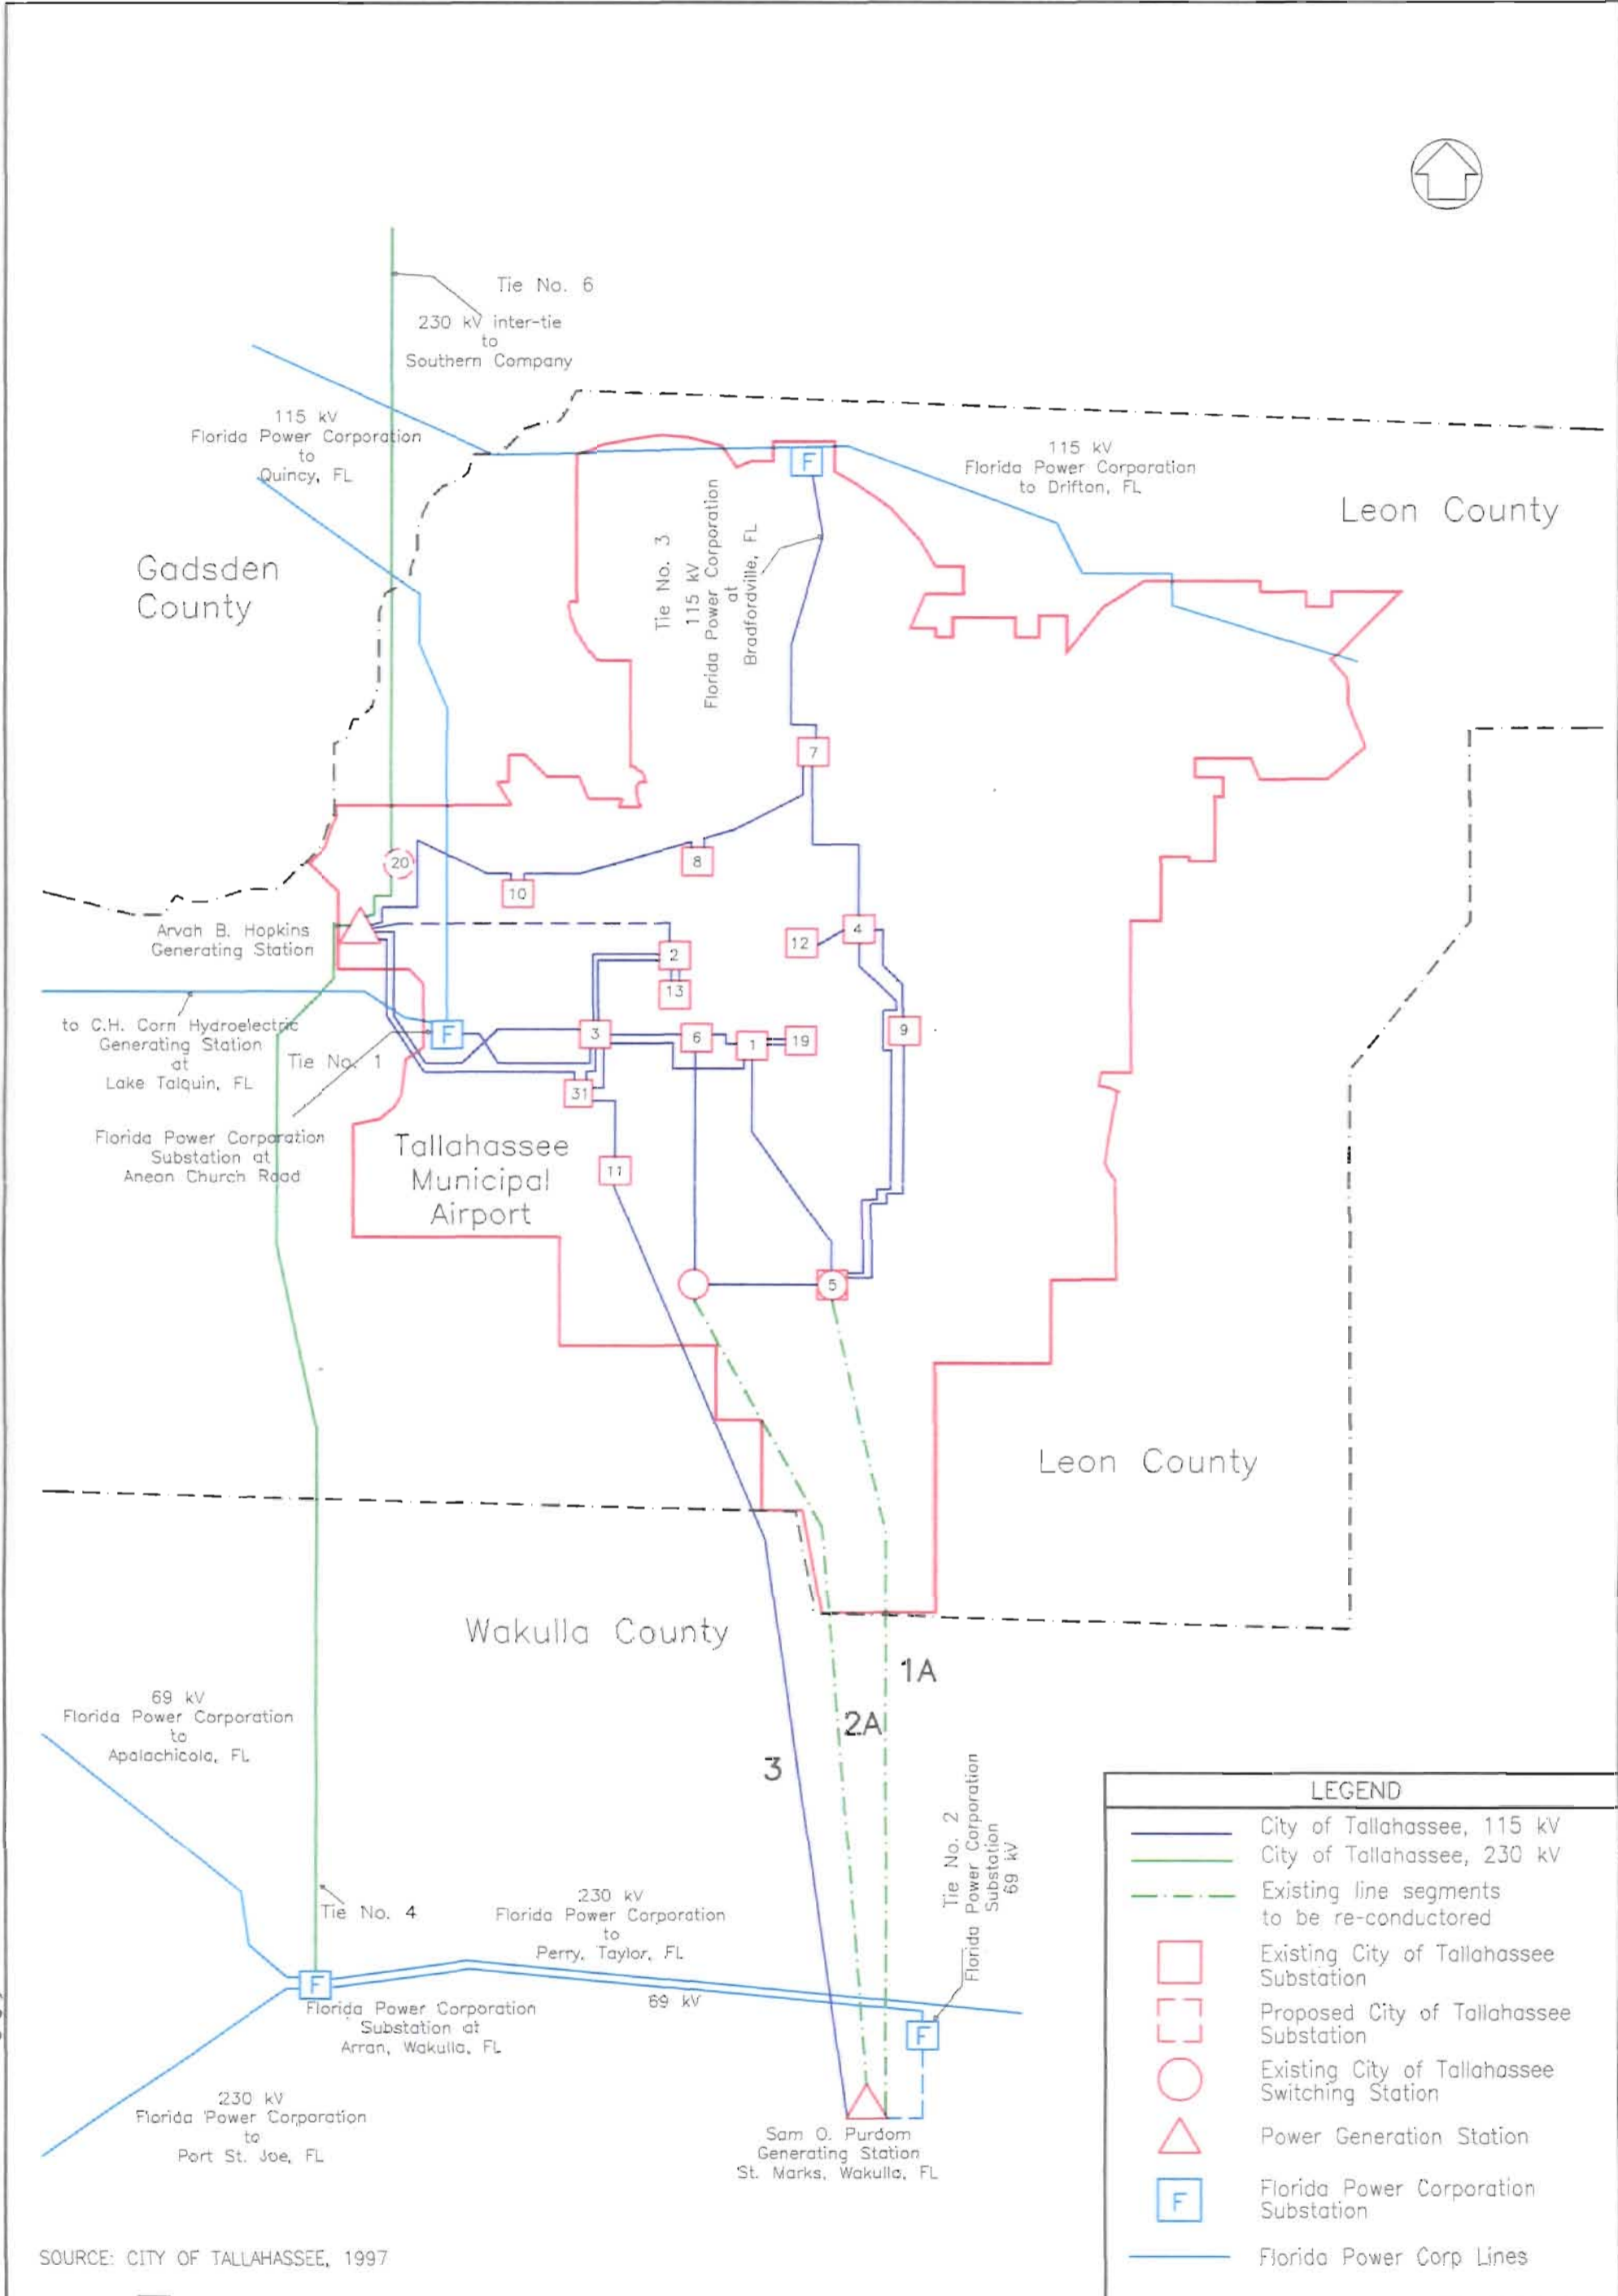 Tie No. 6
230 kV inter-tie
to
Southern Company
115 kV
Florida Power Corporation
to
Quincy, FL
115 kV
Florida Power Corporation
to Drifton, FL
Leon County
F
Tie No. 3
115 kV
Florida Power Corporation
at
Bradfordville, FL
Gadsden
County
7
8
20
10
Arvah B. Hopkins
Generating Station
4
12
2
13
to C.H. Corn Hydroelectric
Generating Station
at
Lake Talquin, FL
Tie No. 1
F
3
6
1
19
9
31
Florida Power Corporation
Substation at
Aneon Church Road
Tallahassee
Municipal
Airport
11
5
Leon County
Wakulla County
1A
2A
3
69 kV
Florida Power Corporation
to
Apalachicola, FL
Tie No. 4
230 kV
Florida Power Corporation
to
Perry, Taylor, FL
69 kV
Tie No. 2
Florida Power Corporation
Substation
69 kV
F
Florida Power Corporation
Substation at
Arran, Wakulla, FL
F
230 kV
Florida Power Corporation
to
Port St. Joe, FL
Sam O. Purdom
Generating Station
St. Marks, Wakulla, FL
LEGEND
City of Tallahassee, 115 kV
City of Tallahassee, 230 kV
Existing line segments
to be re-conductored
Existing City of Tallahassee
Substation
Proposed City of Tallahassee
Substation
Existing City of Tallahassee
Switching Station
Power Generation Station
F
Florida Power Corporation
Substation
Florida Power Corp Lines
SOURCE: CITY OF TALLAHASSEE, 1997